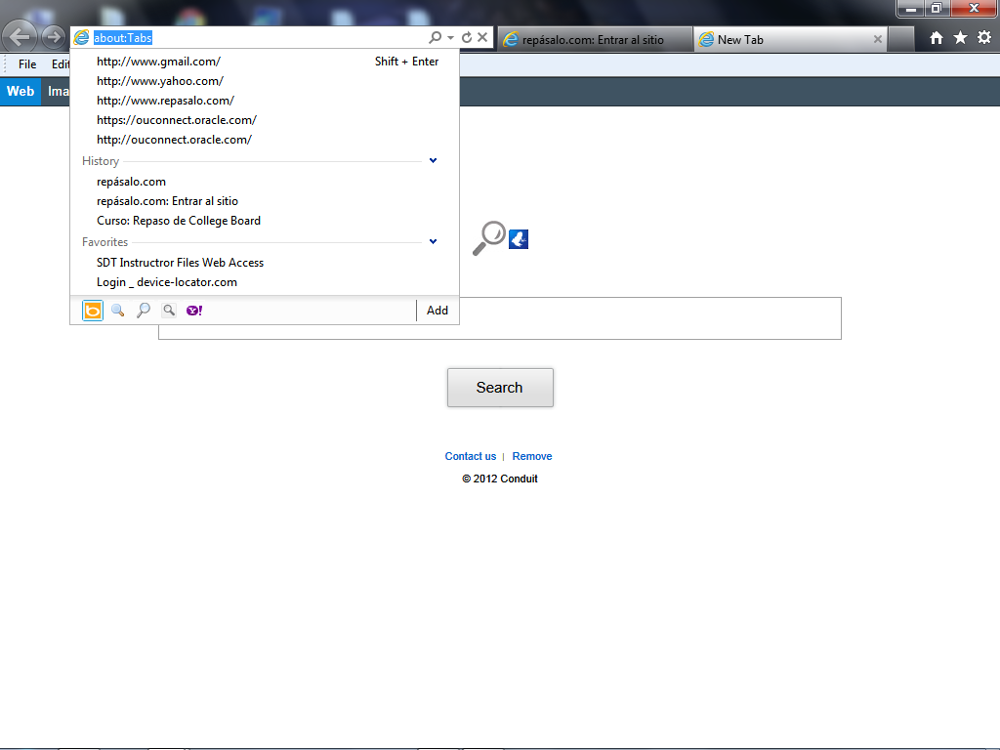 about:Tabs
repásalo.com: Entrar al sitio
New Tab
File
Edit
http://www.gmail.com/ Shift + Enter
http://www.yahoo.com/
http://www.repasalo.com/
https://ouconnect.oracle.com/
http://ouconnect.oracle.com/
History
repásalo.com
repásalo.com: Entrar al sitio
Curso: Repaso de College Board
Favorites
SDT Instructror Files Web Access
Login _ device-locator.com
Y! Add
Web Ima
Search
Contact us | Remove
© 2012 Conduit